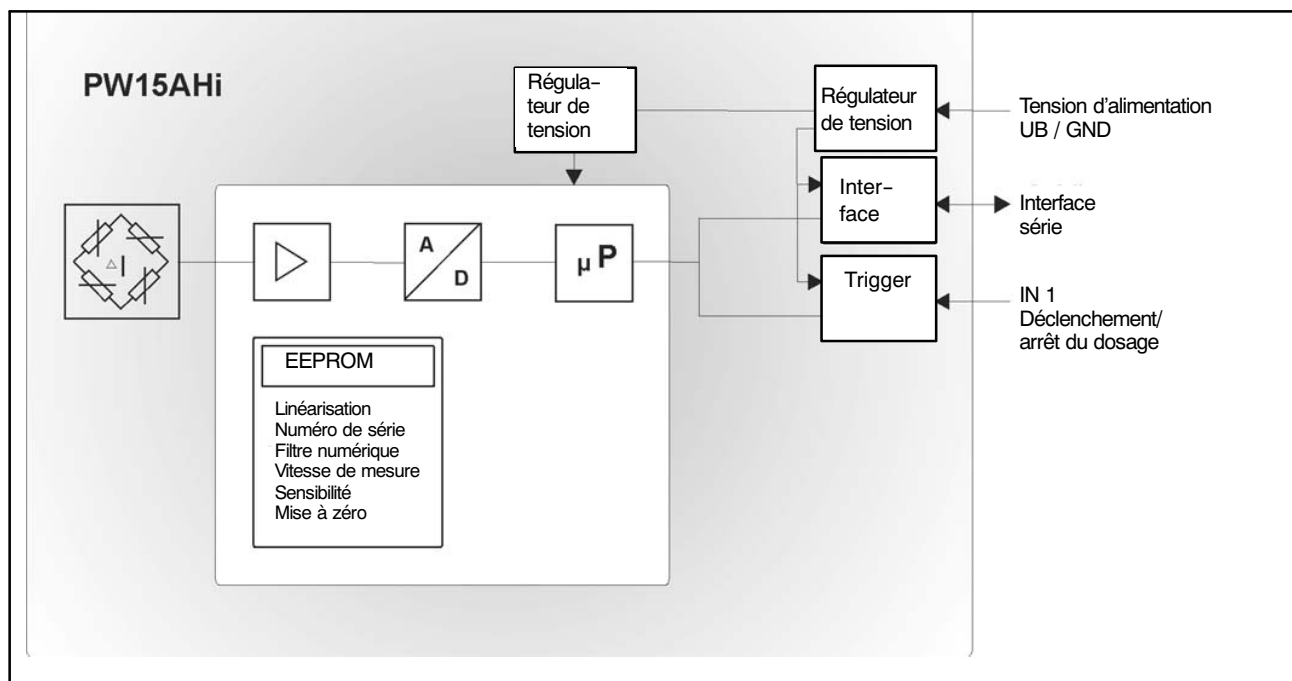 PW15AHi
Régula-
teur de
tension
Régulateur
de tension
Tension d'alimentation
UB / GND
Inter-
face
Interface
série
Trigger
IN 1
Déclenchement/
arrêt du dosage
△I
A
D
µP
EEPROM
Linéarisation
Numéro de série
Filtre numérique
Vitesse de mesure
Sensibilité
Mise à zéro